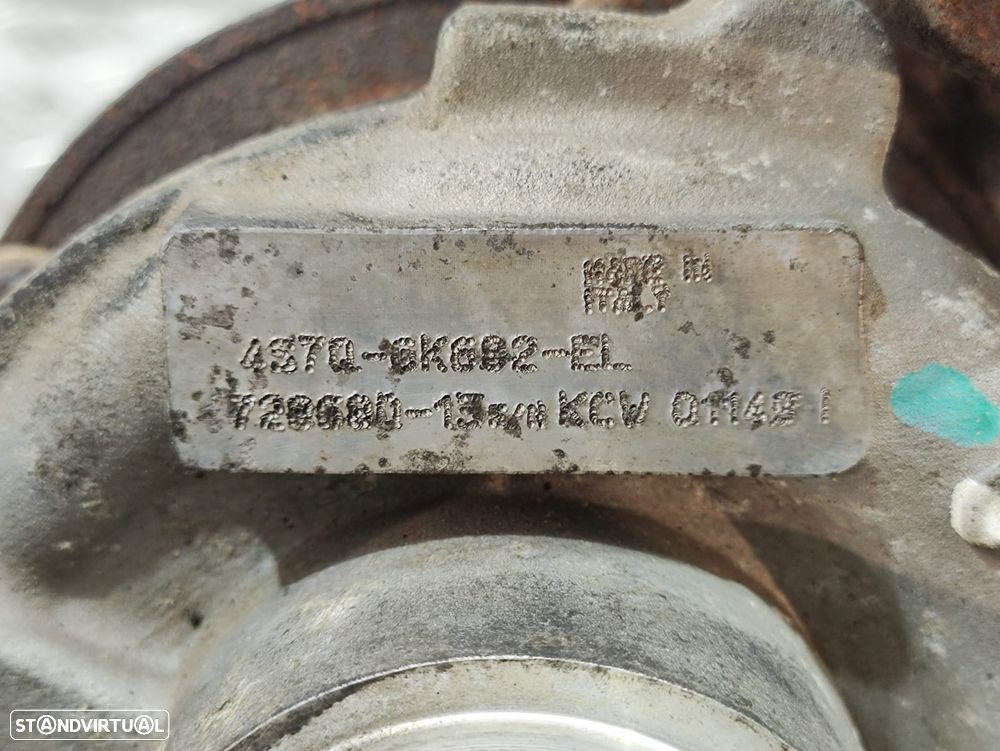 MADE IN
ITALY
4S7Q-6K682-EL
728680-13 S/N KCV 01148 I
STANDVIRTUAL